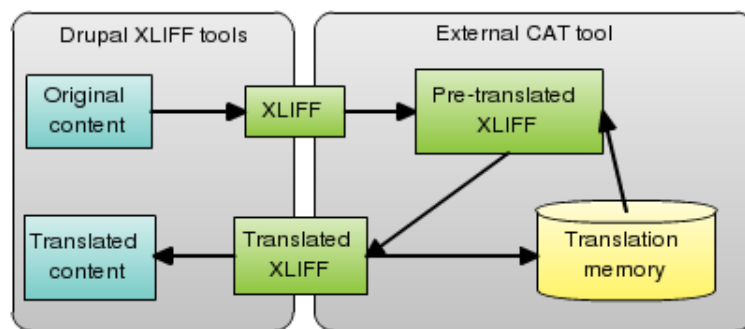 Drupal XLIFF tools
External CAT tool
Original
content
XLIFF
Pre-translated
XLIFF
Translated
content
Translated
XLIFF
Translation
memory